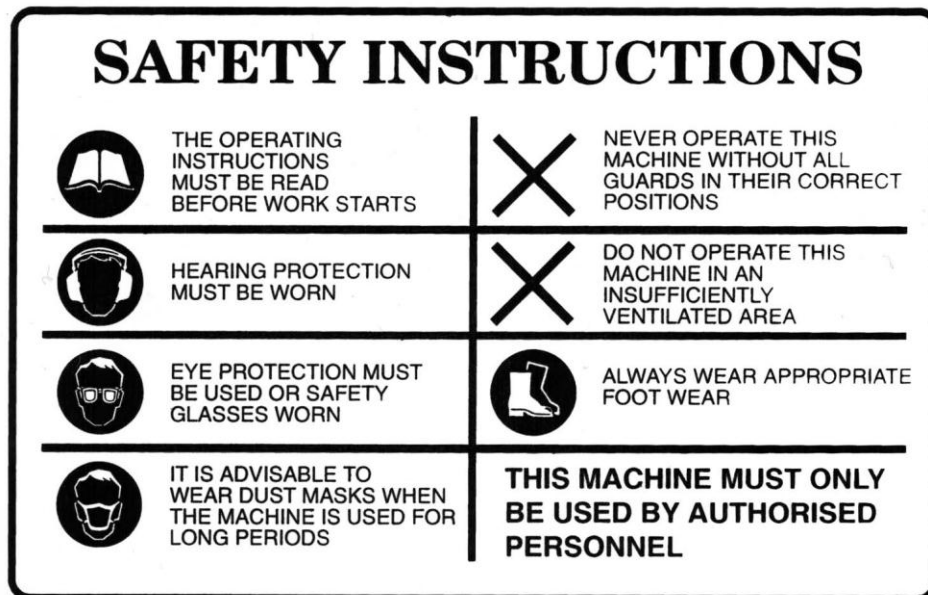 SAFETY INSTRUCTIONS
THE OPERATING
INSTRUCTIONS
MUST BE READ
BEFORE WORK STARTS
NEVER OPERATE THIS
MACHINE WITHOUT ALL
GUARDS IN THEIR CORRECT
POSITIONS
HEARING PROTECTION
MUST BE WORN
DO NOT OPERATE THIS
MACHINE IN AN
INSUFFICIENTLY
VENTILATED AREA
EYE PROTECTION MUST
BE USED OR SAFETY
GLASSES WORN
ALWAYS WEAR APPROPRIATE
FOOT WEAR
IT IS ADVISABLE TO
WEAR DUST MASKS WHEN
THE MACHINE IS USED FOR
LONG PERIODS
THIS MACHINE MUST ONLY
BE USED BY AUTHORISED
PERSONNEL